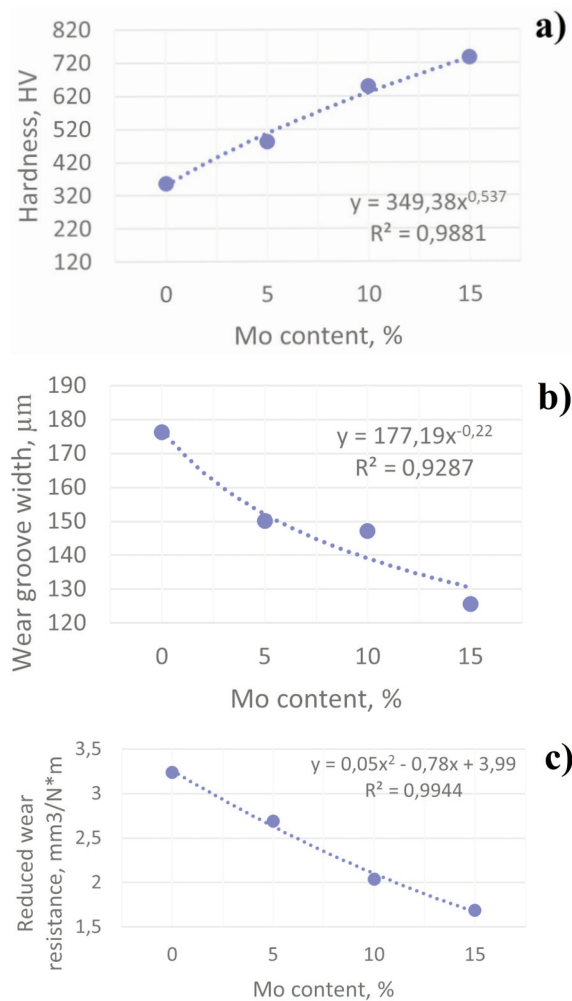 a)
820
720
620
520
420
320
220
120
Hardness, HV
y = 349,38x^0,537
R² = 0,9881
0 5 10 15
Mo content, %
b)
190
180
170
160
150
140
130
120
Wear groove width, μm
y = 177,19x^-0,22
R² = 0,9287
0 5 10 15
Mo content, %
c)
3,5
3
2,5
2
1,5
Reduced wear
resistance, mm3/N*m
y = 0,05x² - 0,78x + 3,99
R² = 0,9944
0 5 10 15
Mo content, %